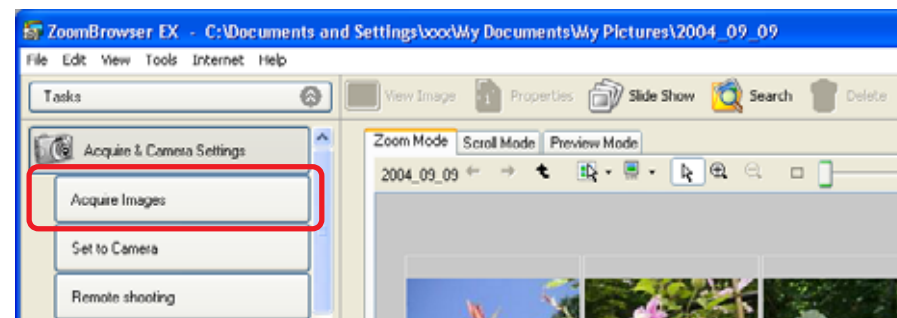 ZoomBrowser EX - C:\Documents and Settings\xxx\My Documents\My Pictures\2004_09_09
File Edit View Tools Internet Help
Tasks
View Image Properties Slide Show Search Delete
Acquire & Camera Settings
Zoom Mode Scroll Mode Preview Mode
2004_09_09
Acquire Images
Set to Camera
Remote shooting